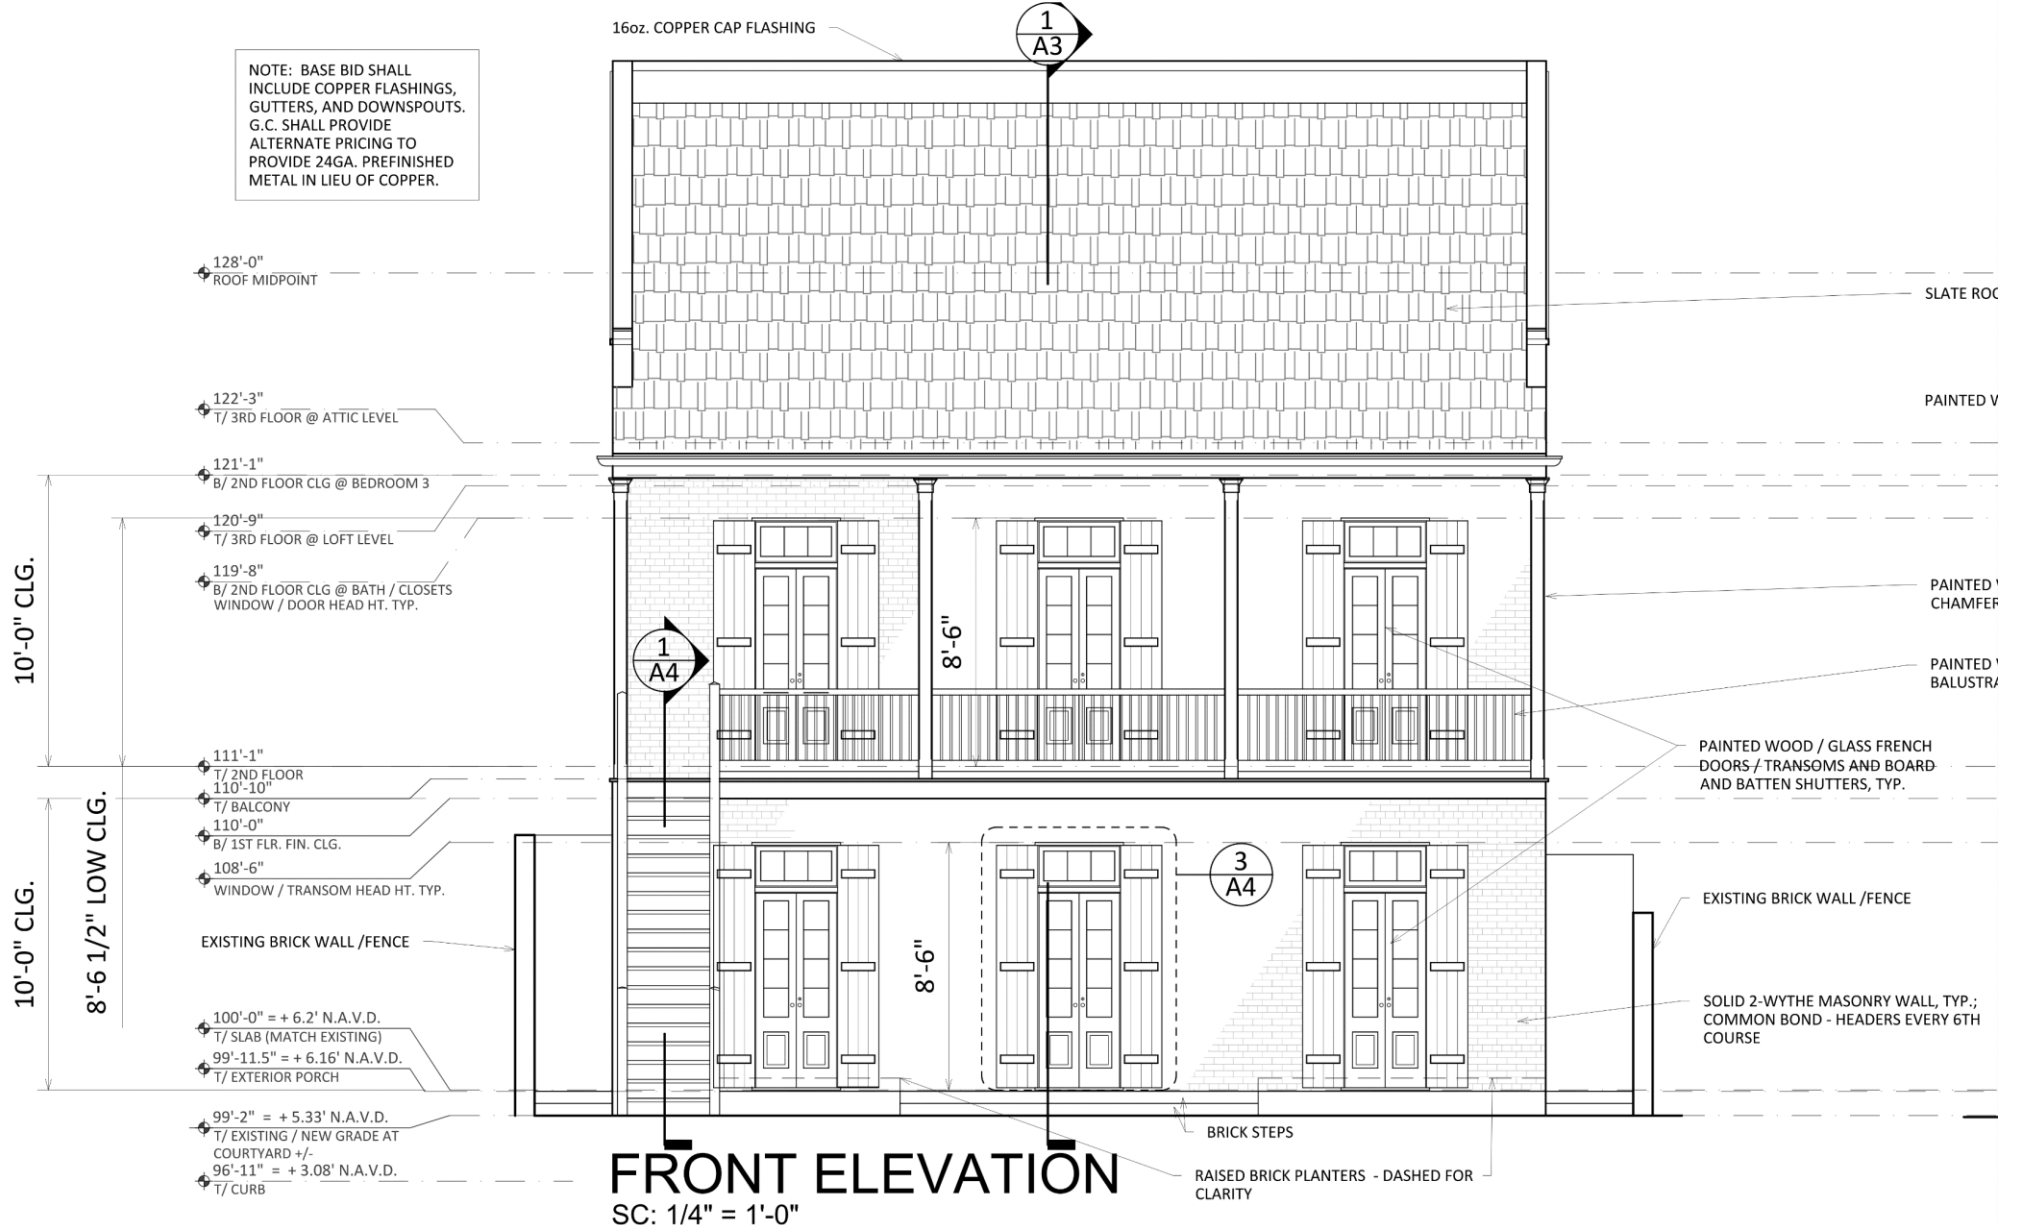 16oz. COPPER CAP FLASHING
1
A3
NOTE: BASE BID SHALL
INCLUDE COPPER FLASHINGS,
GUTTERS, AND DOWNSPOUTS.
G.C. SHALL PROVIDE
ALTERNATE PRICING TO
PROVIDE 24GA. PREFINISHED
METAL IN LIEU OF COPPER.
128'-0"
ROOF MIDPOINT
SLATE ROO
122'-3"
T/ 3RD FLOOR @ ATTIC LEVEL
PAINTED W
121'-1"
B/ 2ND FLOOR CLG @ BEDROOM 3
120'-9"
T/ 3RD FLOOR @ LOFT LEVEL
119'-8"
B/ 2ND FLOOR CLG @ BATH / CLOSETS
WINDOW / DOOR HEAD HT. TYP.
10'-0" CLG.
PAINTED
CHAMFER
8'-6"
1
A4
PAINTED
BALUSTRA
PAINTED WOOD / GLASS FRENCH
DOORS / TRANSOMS AND BOARD
AND BATTEN SHUTTERS, TYP.
111'-1"
T/ 2ND FLOOR
110'-10"
T/ BALCONY
110'-0"
B/ 1ST FLR. FIN. CLG.
108'-6"
WINDOW / TRANSOM HEAD HT. TYP.
3
A4
10'-0" CLG.
8'-6 1/2" LOW CLG.
8'-6"
EXISTING BRICK WALL /FENCE
EXISTING BRICK WALL /FENCE
SOLID 2-WYTHE MASONRY WALL, TYP.;
COMMON BOND - HEADERS EVERY 6TH
COURSE
100'-0" = + 6.2' N.A.V.D.
T/ SLAB (MATCH EXISTING)
99'-11.5" = + 6.16' N.A.V.D.
T/ EXTERIOR PORCH
99'-2" = + 5.33' N.A.V.D.
T/ EXISTING / NEW GRADE AT
COURTYARD +/-
96'-11" = + 3.08' N.A.V.D.
T/ CURB
BRICK STEPS
RAISED BRICK PLANTERS - DASHED FOR
CLARITY
FRONT ELEVATION
SC: 1/4" = 1'-0"